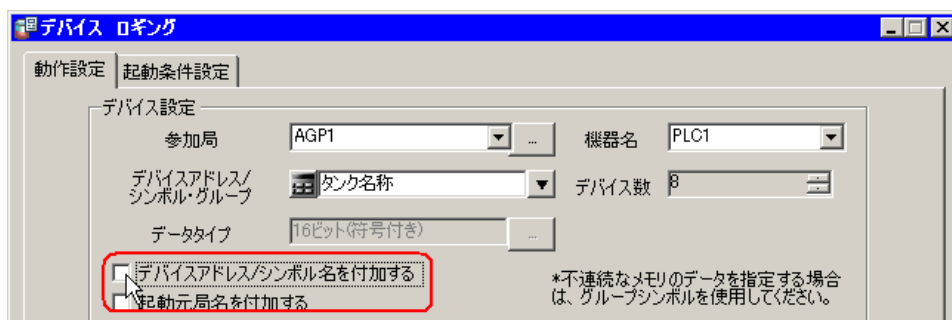 デバイス ロギング
動作設定 起動条件設定
デバイス設定
参加局 AGP1 ... 機器名 PLC1
デバイスアドレス/
シンボル・グループ タンク名称 デバイス数 8
データタイプ 16ビット(符号付き) ...
デバイスアドレス/シンボル名を付加する
起動元局名を付加する
*不連続なメモリのデータを指定する場合
は、グループシンボルを使用してください。